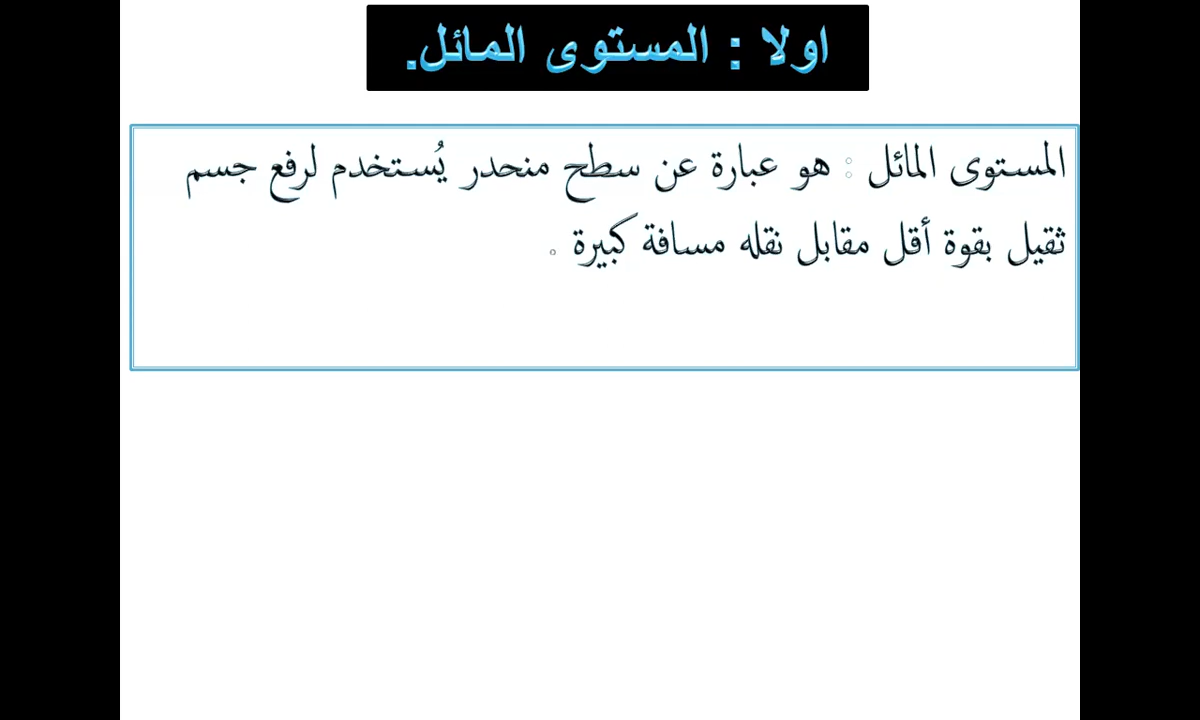 اولا : المستوى المائل.
المستوى المائل : هو عبارة عن سطح منحدر يُستخدم لرفع جسم
ثقيل بقوة أقل مقابل نقله مسافة كبيرة .